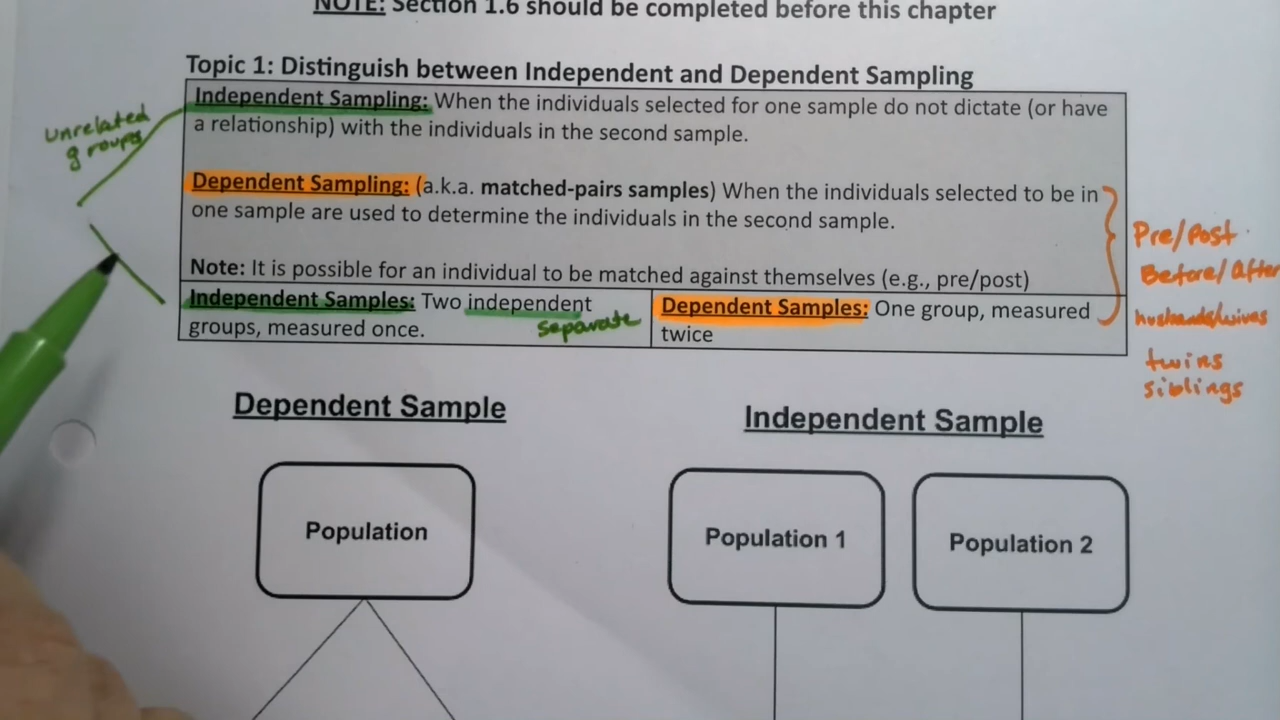 NOTE: Section 1.6 should be completed before this chapter
Topic 1: Distinguish between Independent and Dependent Sampling
Independent Sampling: When the individuals selected for one sample do not dictate (or have
a relationship) with the individuals in the second sample.
unrelated
groups
Dependent Sampling: (a.k.a. matched-pairs samples) When the individuals selected to be in
one sample are used to determine the individuals in the second sample.
Note: It is possible for an individual to be matched against themselves (e.g., pre/post)
Pre/Post
Before/After
husbands/wives
twins
siblings
Independent Samples: Two independent
separate
groups, measured once.
Dependent Samples: One group, measured
twice
Dependent Sample
Independent Sample
Population
Population 1
Population 2